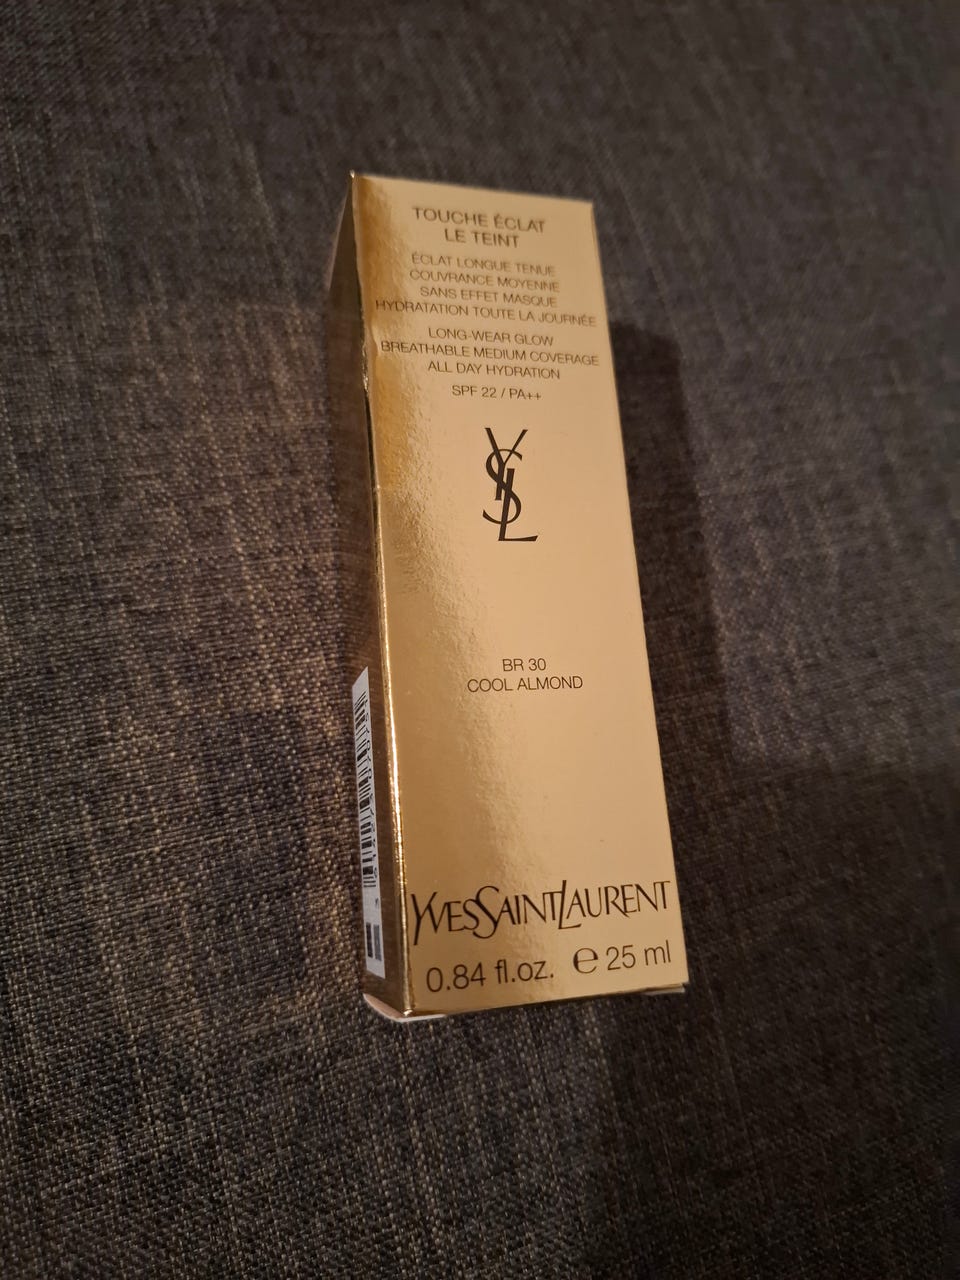 TOUCHE ÉCLAT
LE TEINT
ÉCLAT LONGUE TENUE
COUVRANCE MOYENNE
SANS EFFET MASQUE
HYDRATATION TOUTE LA JOURNÉE
LONG-WEAR GLOW
BREATHABLE MEDIUM COVERAGE
ALL DAY HYDRATION
SPF 22 / PA++
YSL
BR 30
COOL ALMOND
YVESSAINTLAURENT
0.84 fl.oz. ℮ 25 ml